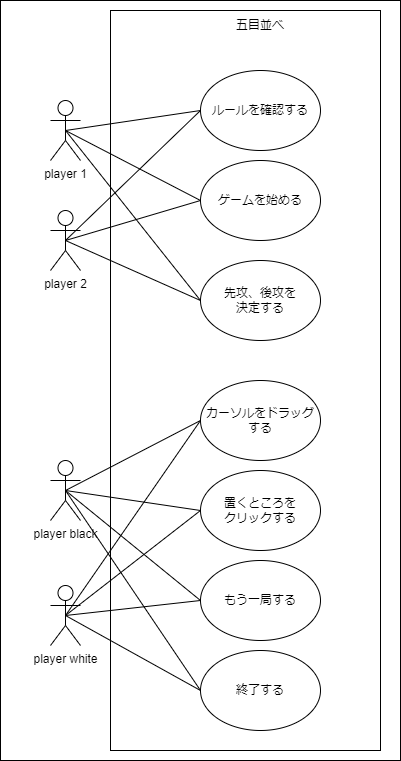 五目並べ
ルールを確認する
player 1
ゲームを始める
player 2
先攻、後攻を
決定する
カーソルをドラッグ
する
player black
置くところを
クリックする
もう一局する
player white
終了する